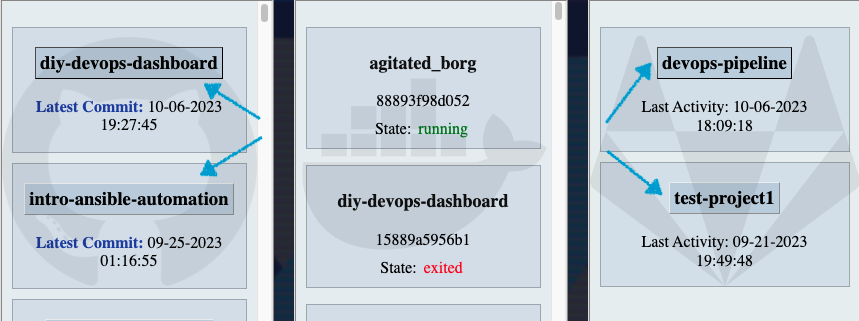 diy-devops-dashboard
Latest Commit: 10-06-2023
19:27:45
intro-ansible-automation
Latest Commit: 09-25-2023
01:16:55
agitated_borg
88893f98d052
State: running
diy-devops-dashboard
15889a5956b1
State: exited
devops-pipeline
Last Activity: 10-06-2023
18:09:18
test-project1
Last Activity: 09-21-2023
19:49:48